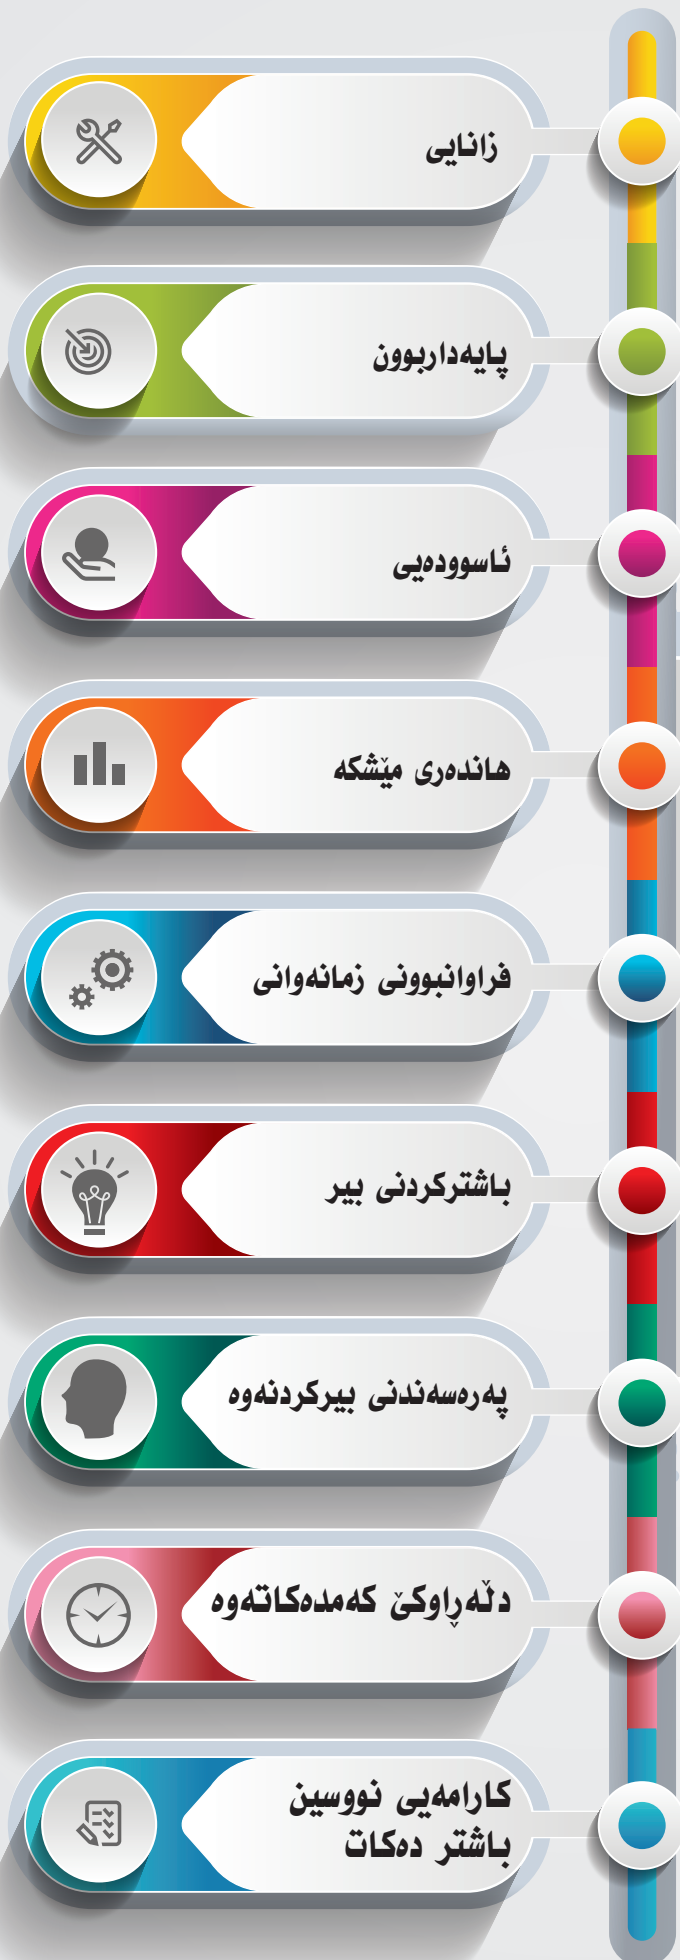 زانایی
پایەداربوون
ئاسوودەیی
هاندەری مێشکە
فراوانبوونی زمانەوانی
باشترکردنی بیر
پەرەسەندنی بیرکردنەوە
دڵەڕاوکێ کەمدەکاتەوە
کارامەیی نووسین
باشتر دەکات